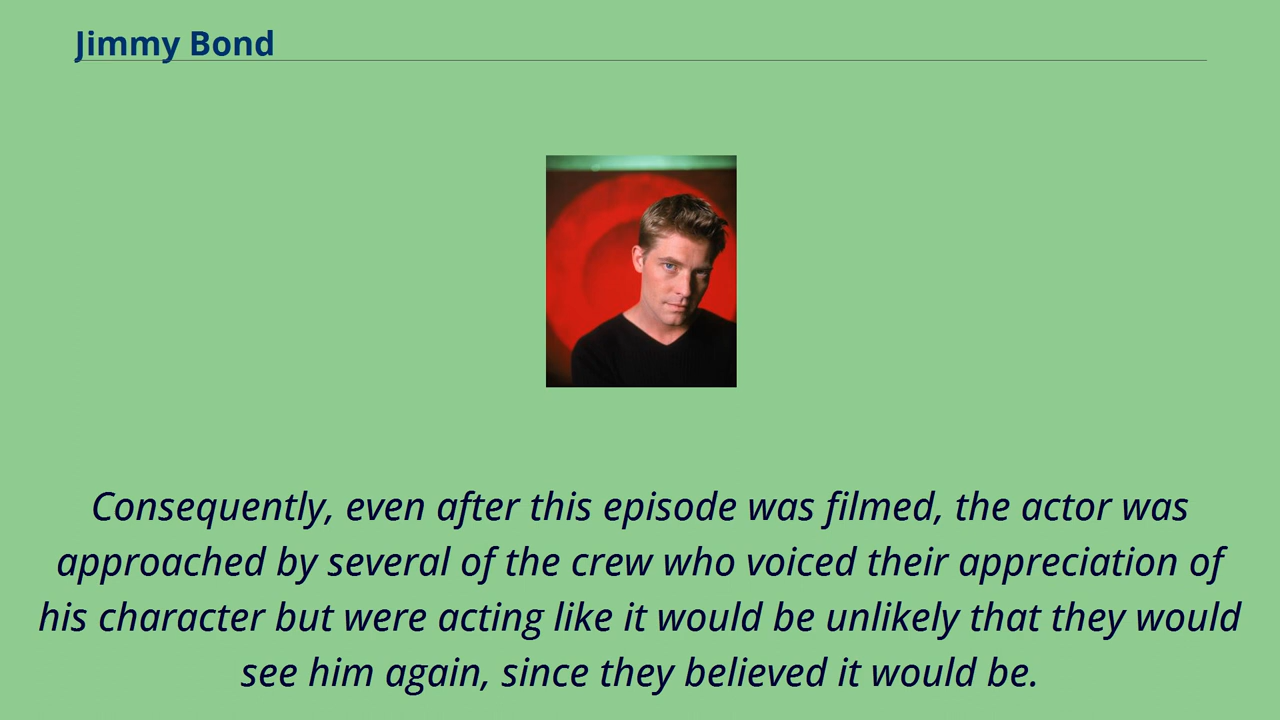 Jimmy Bond
Consequently, even after this episode was filmed, the actor was
approached by several of the crew who voiced their appreciation of
his character but were acting like it would be unlikely that they would
see him again, since they believed it would be.